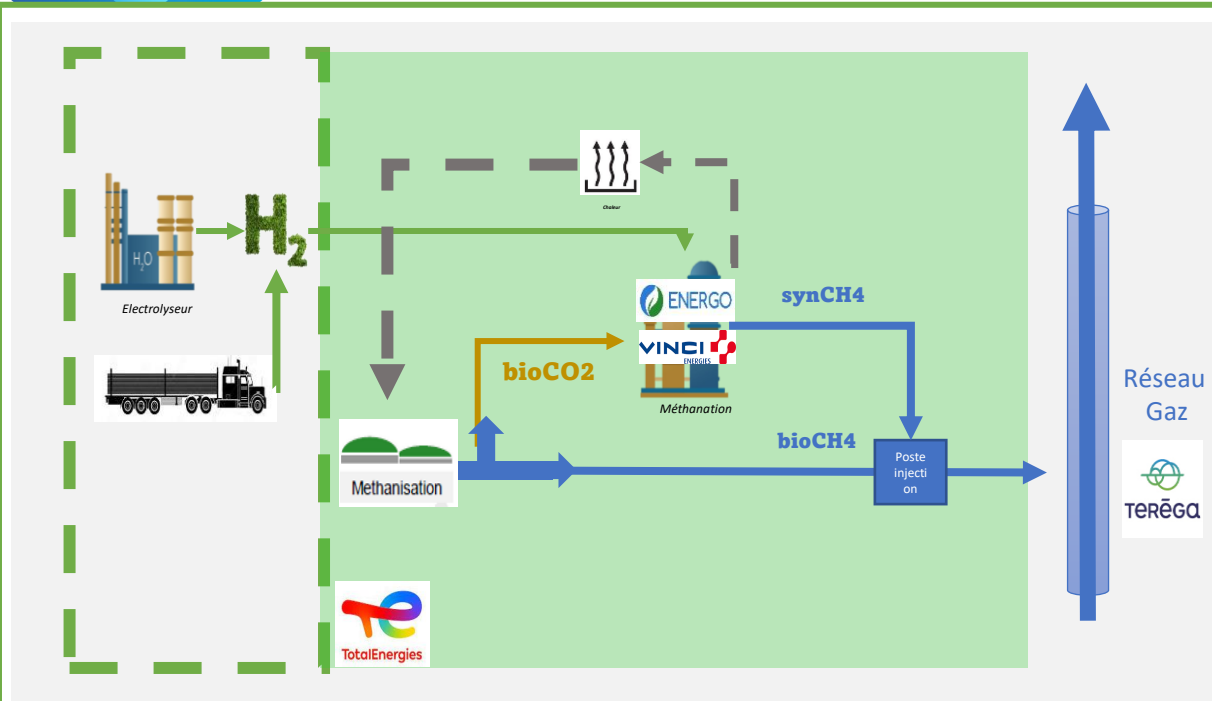 Chaleur
H2
H2O
Electrolyseur
ENERGO
VINCI
ENERGIES
synCH4
bioCO2
Méthanation
Réseau
Gaz
bioCH4
Poste
injecti
on
Methanisation
TERĒGA
TotalEnergies